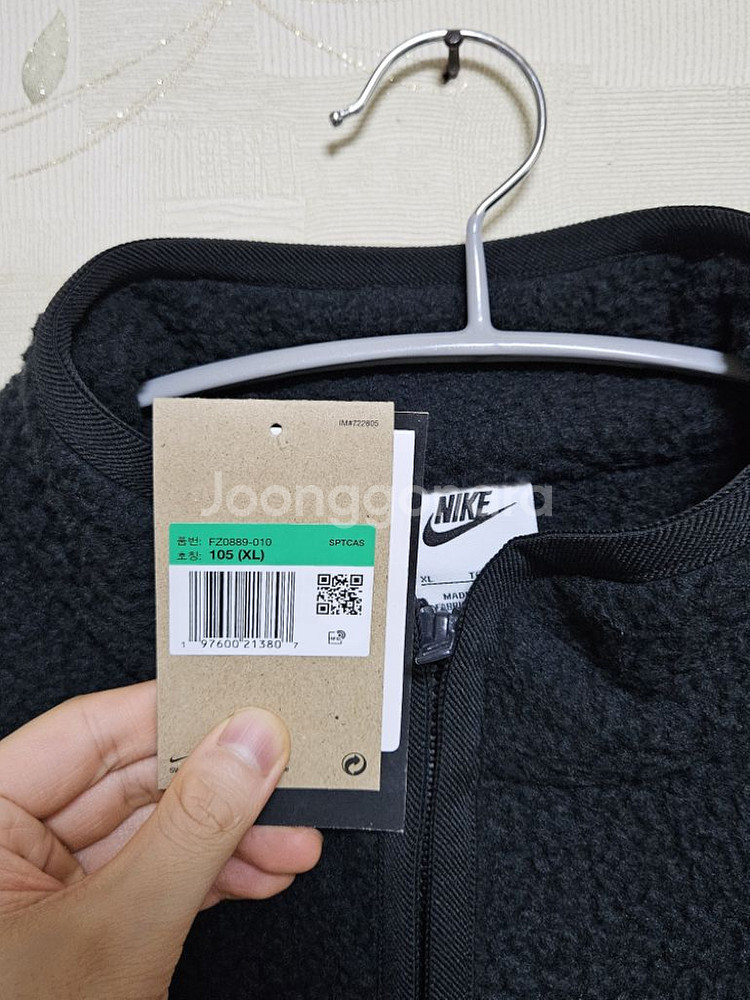 IM#722805
Joonggonara
품번: FZ0889-010
SPTCAS
호칭: 105 (XL)
1 97600 21380 7
NIKE
XL
MADE